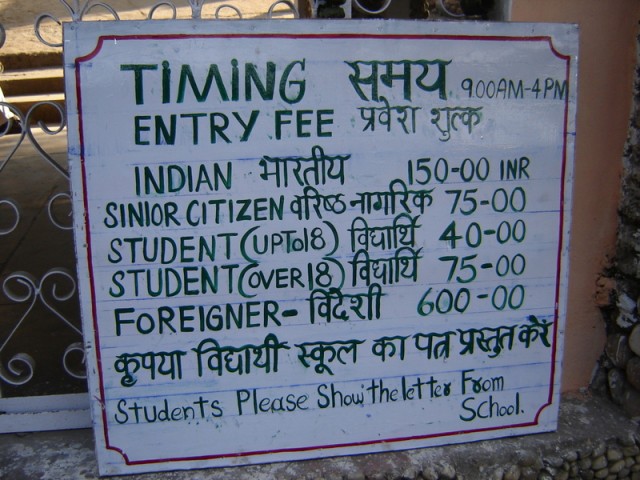 TIMING समय 9.00AM-4PM
ENTRY FEE प्रवेश शुल्क
INDIAN भारतीय 150-00 INR
SINIOR CITIZEN वरिष्ठ नागरिक 75-00
STUDENT(UPTo18) विद्यार्थि 40-00
STUDENT(OVER 18) विद्यार्थि 75-00
FOREIGNER- विदेशी 600-00
कृपया विद्यार्थी स्कूल का पत्र प्रस्तुत करें
Students Please Show the letter From
School.